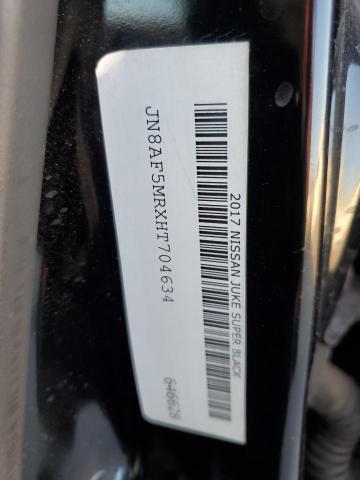 2017 NISSAN JUKE SUPER BLACK
JN8AF5MRXHT704634
646628